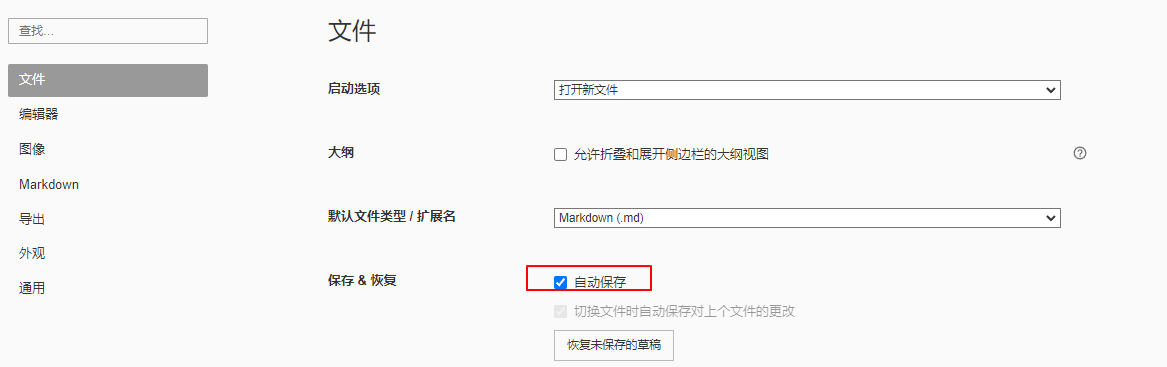 查找...
文件
编辑器
图像
Markdown
导出
外观
通用
文件
启动选项
打开新文件
大纲
允许折叠和展开侧边栏的大纲视图
默认文件类型 / 扩展名
Markdown (.md)
保存 & 恢复
自动保存
切换文件时自动保存对上个文件的更改
恢复未保存的草稿